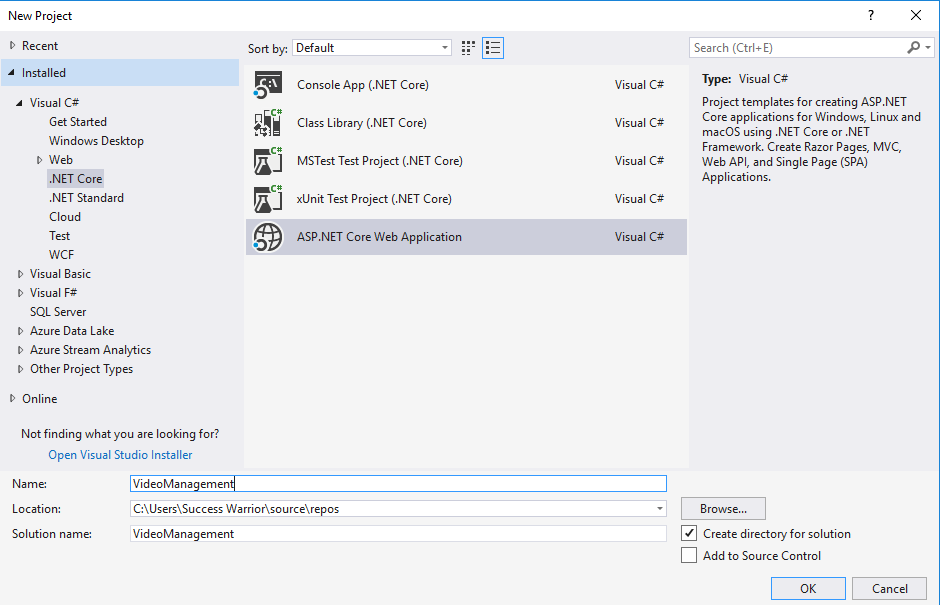 New Project
?
Recent
Installed
Visual C#
Get Started
Windows Desktop
Web
.NET Core
.NET Standard
Cloud
Test
WCF
Visual Basic
Visual F#
SQL Server
Azure Data Lake
Azure Stream Analytics
Other Project Types
Online
Not finding what you are looking for?
Open Visual Studio Installer
Sort by: Default
Console App (.NET Core) Visual C#
Class Library (.NET Core) Visual C#
MSTest Test Project (.NET Core) Visual C#
xUnit Test Project (.NET Core) Visual C#
ASP.NET Core Web Application Visual C#
Search (Ctrl+E)
Type: Visual C#
Project templates for creating ASP.NET
Core applications for Windows, Linux and
macOS using .NET Core or .NET
Framework. Create Razor Pages, MVC,
Web API, and Single Page (SPA)
Applications.
Name: VideoManagement
Location: C:\Users\Success Warrior\source\repos
Browse...
Solution name: VideoManagement
Create directory for solution
Add to Source Control
OK
Cancel